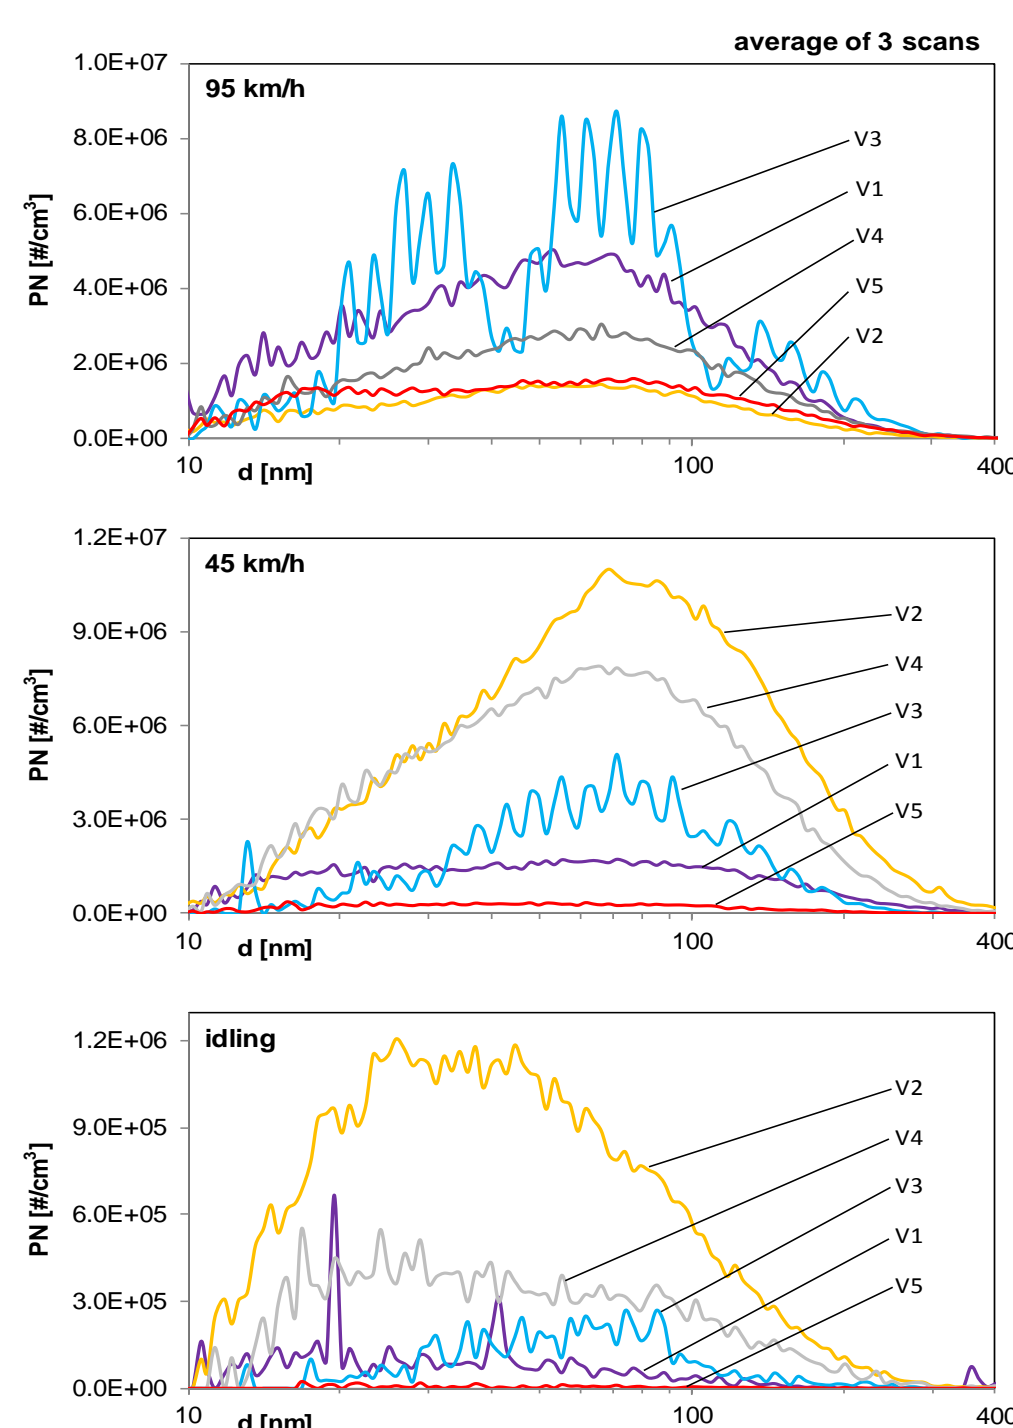 average of 3 scans
1.0E+07
95 km/h
8.0E+06
V3
6.0E+06
V1
V4
PN [#/cm³]
4.0E+06
V5
V2
2.0E+06
0.0E+00
10
100
400
d [nm]
1.2E+07
45 km/h
9.0E+06
V2
V4
PN [#/cm³]
6.0E+06
V3
V1
3.0E+06
V5
0.0E+00
10
100
400
d [nm]
1.2E+06
idling
V2
9.0E+05
V4
V3
PN [#/cm³]
6.0E+05
V1
3.0E+05
V5
0.0E+00
10
100
400
d [nm]